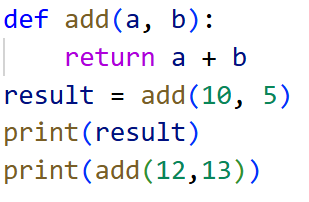 def add(a, b):
    return a + b
result = add(10, 5)
print(result)
print(add(12,13))